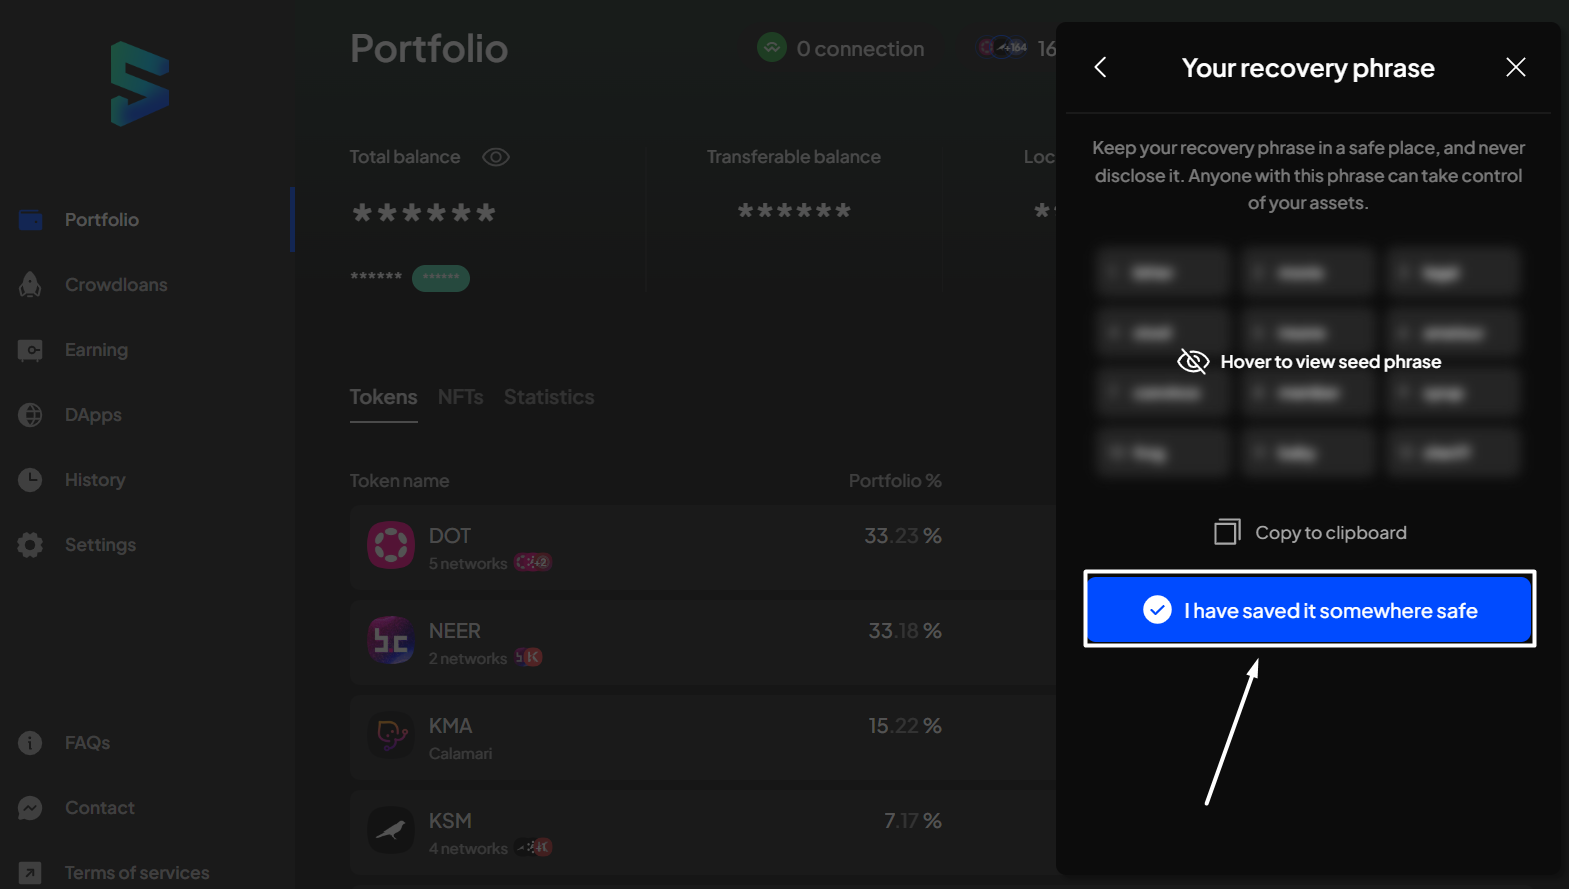 Portfolio
0 connection
+164
16
Your recovery phrase
Keep your recovery phrase in a safe place, and never
disclose it. Anyone with this phrase can take control
of your assets.
Total balance
Transferable balance
Loc
******
******
*
******
******
Portfolio
Crowdloans
Earning
DApps
History
Settings
FAQs
Contact
Terms of services
Tokens
NFTs
Statistics
Token name
Portfolio %
DOT
33.23 %
5 networks
+2
NEER
33.18 %
2 networks
KMA
15.22 %
Calamari
KSM
7.17 %
4 networks
Hover to view seed phrase
Copy to clipboard
I have saved it somewhere safe